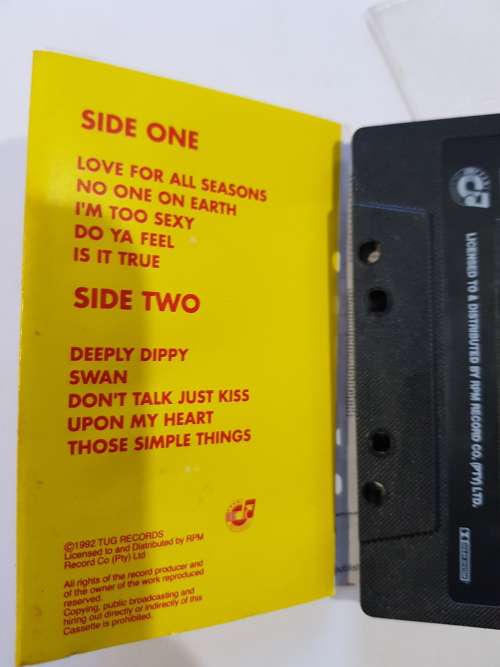 SIDE ONE
LOVE FOR ALL SEASONS
NO ONE ON EARTH
I'M TOO SEXY
DO YA FEEL
IS IT TRUE
SIDE TWO
DEEPLY DIPPY
SWAN
DON'T TALK JUST KISS
UPON MY HEART
THOSE SIMPLE THINGS
©1992 TUG RECORDS
Licensed to and Distributed by RPM
Record Co (Pty) Ltd
All rights of the record producer and
of the owner of the work reproduced
reserved.
Copying, public broadcasting and
hiring out directly or indirectly of this
Cassette is prohibited.
LICENSED TO & DISTRIBUTED BY RPM RECORD CO. (PTY) LTD.